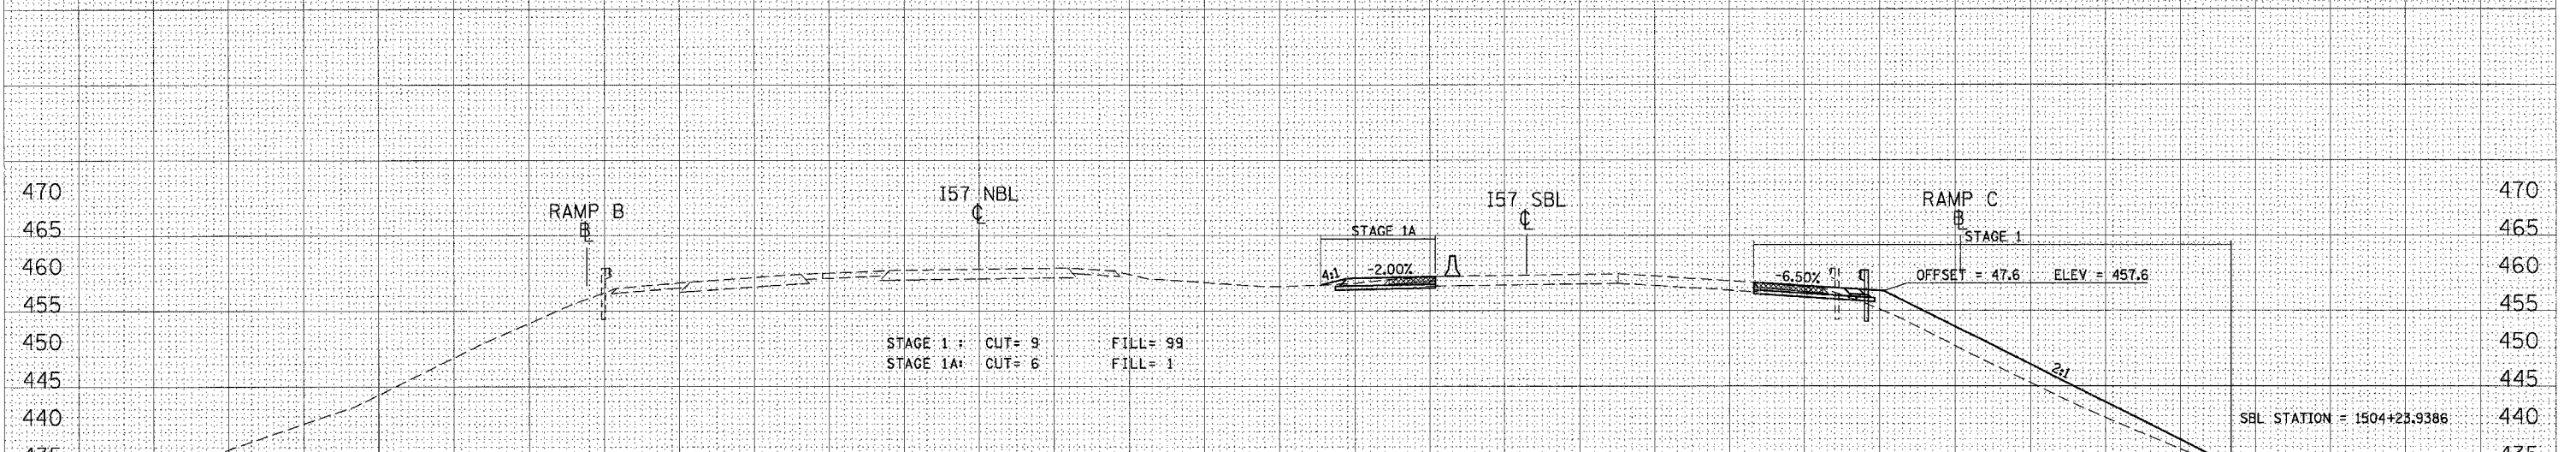 470
I57 NBL
I57 SBL
RAMP C
470
RAMP B
465
STAGE 1A
STAGE 1
465
460
4:1
-2.00%
-6.50%
OFFSET = 47.6 ELEV = 457.6
460
455
455
450
STAGE 1 : CUT= 9 FILL= 99
450
STAGE 1A: CUT= 6 FILL= 1
445
2:1
445
440
SBL STATION = 1504+23.9386
440